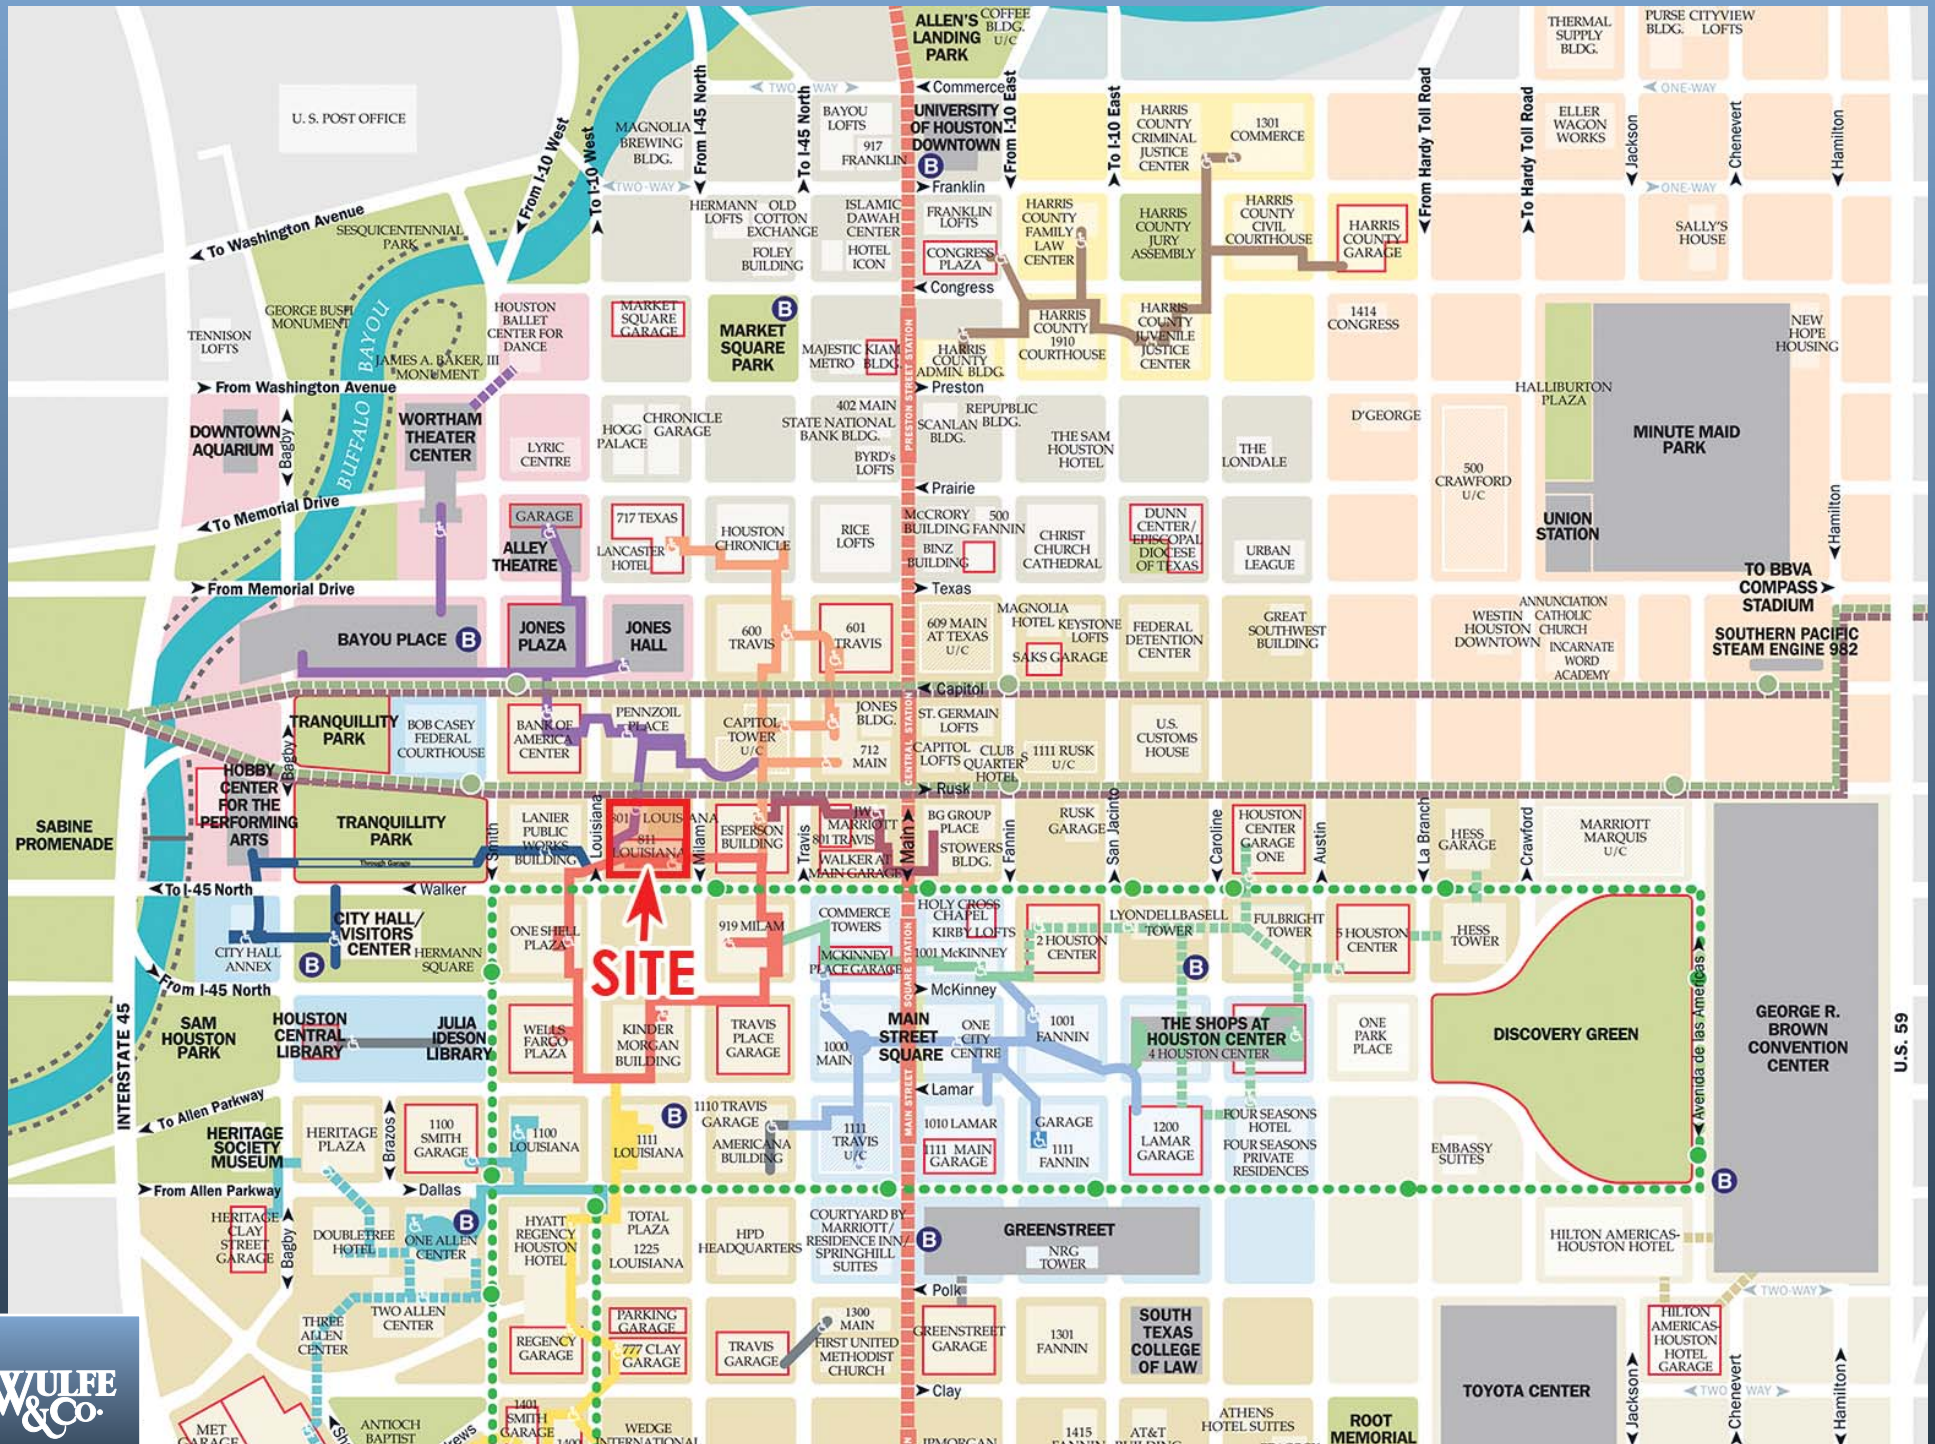 ALLEN'S
LANDING
PARK
COFFEE
BLDG.
U/C
THERMAL
SUPPLY
BLDG.
PURSE
BLDG.
CITYVIEW
LOFTS
U. S. POST OFFICE
From I-10 West
To I-10 West
From I-45 North
To I-45 North
TWO-WAY
Commerce
From I-10 East
To I-10 East
From Hardy Toll Road
To Hardy Toll Road
ONE-WAY
Jackson
Chenevert
Hamilton
MAGNOLIA
BREWING
BLDG.
BAYOU
LOFTS
917
FRANKLIN
UNIVERSITY
OF HOUSTON
DOWNTOWN
B
HARRIS
COUNTY
CRIMINAL
JUSTICE
CENTER
1301
COMMERCE
ELLER
WAGON
WORKS
TWO-WAY
Franklin
ONE-WAY
To Washington Avenue
SESQUICENTENNIAL
PARK
HERMANN
LOFTS
OLD
COTTON
EXCHANGE
FOLEY
BUILDING
ISLAMIC
DAWAH
CENTER
HOTEL
ICON
FRANKLIN
LOFTS
CONGRESS
PLAZA
HARRIS
COUNTY
FAMILY
LAW
CENTER
HARRIS
COUNTY
JURY
ASSEMBLY
HARRIS
COUNTY
CIVIL
COURTHOUSE
HARRIS
COUNTY
GARAGE
SALLY'S
HOUSE
Congress
TENNISON
LOFTS
GEORGE BUSH
MONUMENT
BUFFALO BAYOU
JAMES A. BAKER, III
MONUMENT
HOUSTON
BALLET
CENTER FOR
DANCE
MARKET
SQUARE
GARAGE
B
MARKET
SQUARE
PARK
MAJESTIC
METRO
KIAM
BLDG.
PRESTON STREET STATION
HARRIS
COUNTY
ADMIN. BLDG.
HARRIS
COUNTY
1910
COURTHOUSE
HARRIS
COUNTY
JUVENILE
JUSTICE
CENTER
1414
CONGRESS
NEW
HOPE
HOUSING
From Washington Avenue
Preston
DOWNTOWN
AQUARIUM
Bagby
WORTHAM
THEATER
CENTER
LYRIC
CENTRE
HOGG
PALACE
CHRONICLE
GARAGE
402 MAIN
STATE NATIONAL
BANK BLDG.
BYRD's
LOFTS
SCANLAN
BLDG.
REPUPBLIC
BLDG.
THE SAM
HOUSTON
HOTEL
THE
LONDALE
D'GEORGE
500
CRAWFORD
U/C
HALLIBURTON
PLAZA
MINUTE MAID
PARK
Prairie
To Memorial Drive
GARAGE
ALLEY
THEATRE
717 TEXAS
LANCASTER
HOTEL
HOUSTON
CHRONICLE
RICE
LOFTS
McCRORY
BUILDING
500
FANNIN
BINZ
BUILDING
CHRIST
CHURCH
CATHEDRAL
DUNN
CENTER/
EPISCOPAL
DIOCESE
OF TEXAS
URBAN
LEAGUE
UNION
STATION
Hamilton
TO BBVA
COMPASS
STADIUM
From Memorial Drive
Texas
BAYOU PLACE
B
JONES
PLAZA
JONES
HALL
600
TRAVIS
601
TRAVIS
609 MAIN
AT TEXAS
U/C
MAGNOLIA
HOTEL
KEYSTONE
LOFTS
SAKS GARAGE
FEDERAL
DETENTION
CENTER
GREAT
SOUTHWEST
BUILDING
WESTIN
HOUSTON
DOWNTOWN
ANNUNCIATION
CATHOLIC
CHURCH
INCARNATE
WORD
ACADEMY
SOUTHERN PACIFIC
STEAM ENGINE 982
Capitol
TRANQUILLITY
PARK
BOB CASEY
FEDERAL
COURTHOUSE
BANK OF
AMERICA
CENTER
PENNZOIL
PLACE
CAPITOL
TOWER
U/C
JONES
BLDG.
712
MAIN
CENTRAL STATION
ST. GERMAIN
LOFTS
CAPITOL
LOFTS
CLUB
QUARTERS
HOTEL
1111 RUSK
U/C
U.S.
CUSTOMS
HOUSE
Bagby
Rusk
SABINE
PROMENADE
HOBBY
CENTER
FOR THE
PERFORMING
ARTS
TRANQUILLITY
PARK
Through Garage
Smith
LANIER
PUBLIC
WORKS
BUILDING
Louisiana
801 LOUISIANA
811
LOUISIANA
Milam
ESPERSON
BUILDING
Travis
JW
MARRIOTT
801 TRAVIS
WALKER AT
MAIN GARAGE
Main
BG GROUP
PLACE
STOWERS
BLDG.
Fannin
RUSK
GARAGE
San Jacinto
Caroline
HOUSTON
CENTER
GARAGE
ONE
Austin
La Branch
HESS
GARAGE
Crawford
MARRIOTT
MARQUIS
U/C
To I-45 North
Walker
CITY HALL
ANNEX
CITY HALL/
VISITORS
CENTER
B
HERMANN
SQUARE
ONE SHELL
PLAZA
SITE
919 MILAM
COMMERCE
TOWERS
McKINNEY
PLACE GARAGE
HOLY CROSS
CHAPEL
KIRBY LOFTS
1001 McKINNEY
2 HOUSTON
CENTER
LYONDELLBASELL
TOWER
B
FULBRIGHT
TOWER
5 HOUSTON
CENTER
HESS
TOWER
From I-45 North
McKinney
INTERSTATE 45
SAM
HOUSTON
PARK
HOUSTON
CENTRAL
LIBRARY
JULIA
IDESON
LIBRARY
WELLS
FARGO
PLAZA
KINDER
MORGAN
BUILDING
TRAVIS
PLACE
GARAGE
1000
MAIN
MAIN
STREET
SQUARE
MAIN STREET SQUARE STATION
ONE
CITY
CENTRE
1001
FANNIN
THE SHOPS AT
HOUSTON CENTER
4 HOUSTON CENTER
ONE
PARK
PLACE
DISCOVERY GREEN
Avenida de las Americas
GEORGE R.
BROWN
CONVENTION
CENTER
U.S. 59
Lamar
To Allen Parkway
HERITAGE
SOCIETY
MUSEUM
HERITAGE
PLAZA
Brazos
1100
SMITH
GARAGE
1100
LOUISIANA
B
1111
LOUISIANA
1110 TRAVIS
GARAGE
AMERICANA
BUILDING
1111
TRAVIS
U/C
1010 LAMAR
1111 MAIN
GARAGE
GARAGE
1111
FANNIN
1200
LAMAR
GARAGE
FOUR SEASONS
HOTEL
FOUR SEASONS
PRIVATE
RESIDENCES
EMBASSY
SUITES
B
From Allen Parkway
Dallas
HERITAGE
CLAY
STREET
GARAGE
Bagby
DOUBLETREE
HOTEL
B
ONE ALLEN
CENTER
HYATT
REGENCY
HOUSTON
HOTEL
TOTAL
PLAZA
1225
LOUISIANA
HPD
HEADQUARTERS
COURTYARD BY
MARRIOTT/
RESIDENCE INN/
SPRINGHILL
SUITES
B
GREENSTREET
NRG
TOWER
HILTON AMERICAS-
HOUSTON HOTEL
Polk
TWO-WAY
THREE
ALLEN
CENTER
TWO ALLEN
CENTER
REGENCY
GARAGE
PARKING
GARAGE
777 CLAY
GARAGE
TRAVIS
GARAGE
1300
MAIN
FIRST UNITED
METHODIST
CHURCH
GREENSTREET
GARAGE
1301
FANNIN
SOUTH
TEXAS
COLLEGE
OF LAW
TOYOTA CENTER
HILTON
AMERICAS-
HOUSTON
HOTEL
GARAGE
Clay
TWO-WAY
Jackson
Chenevert
Hamilton
WULFE
&Co.
MET
GARAGE
ANTIOCH
BAPTIST
1401
SMITH
GARAGE
1400
WEDGE
INTERNATIONAL
JPMORGAN
1415
FANNIN
AT&T
BUILDING
ATHENS
HOTEL SUITES
ROOT
MEMORIAL